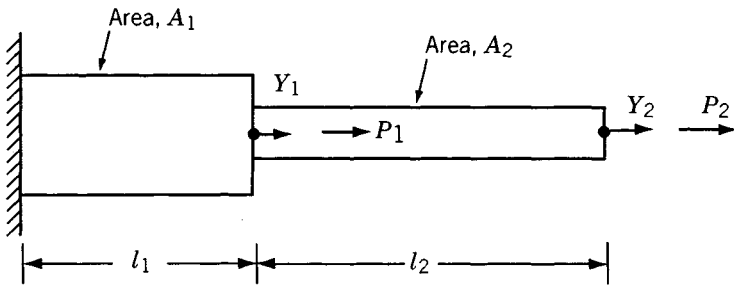 Area, A₁
Area, A₂
Y₁
P₁
Y₂
P₂
l₁
l₂